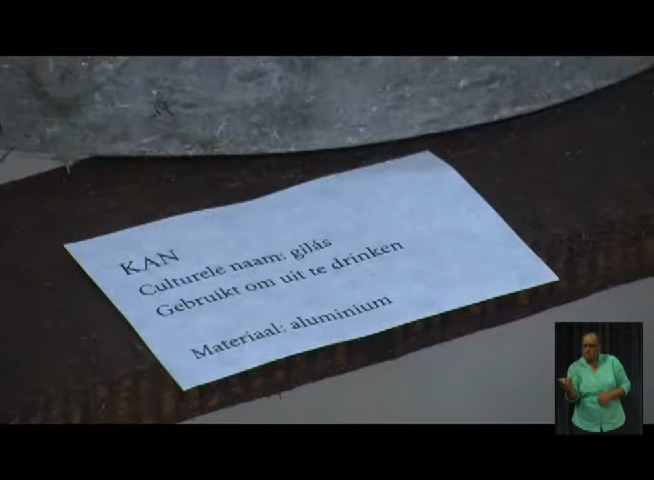 KAN
Culturele naam: gilás
Gebruikt om uit te drinken
Materiaal: aluminium